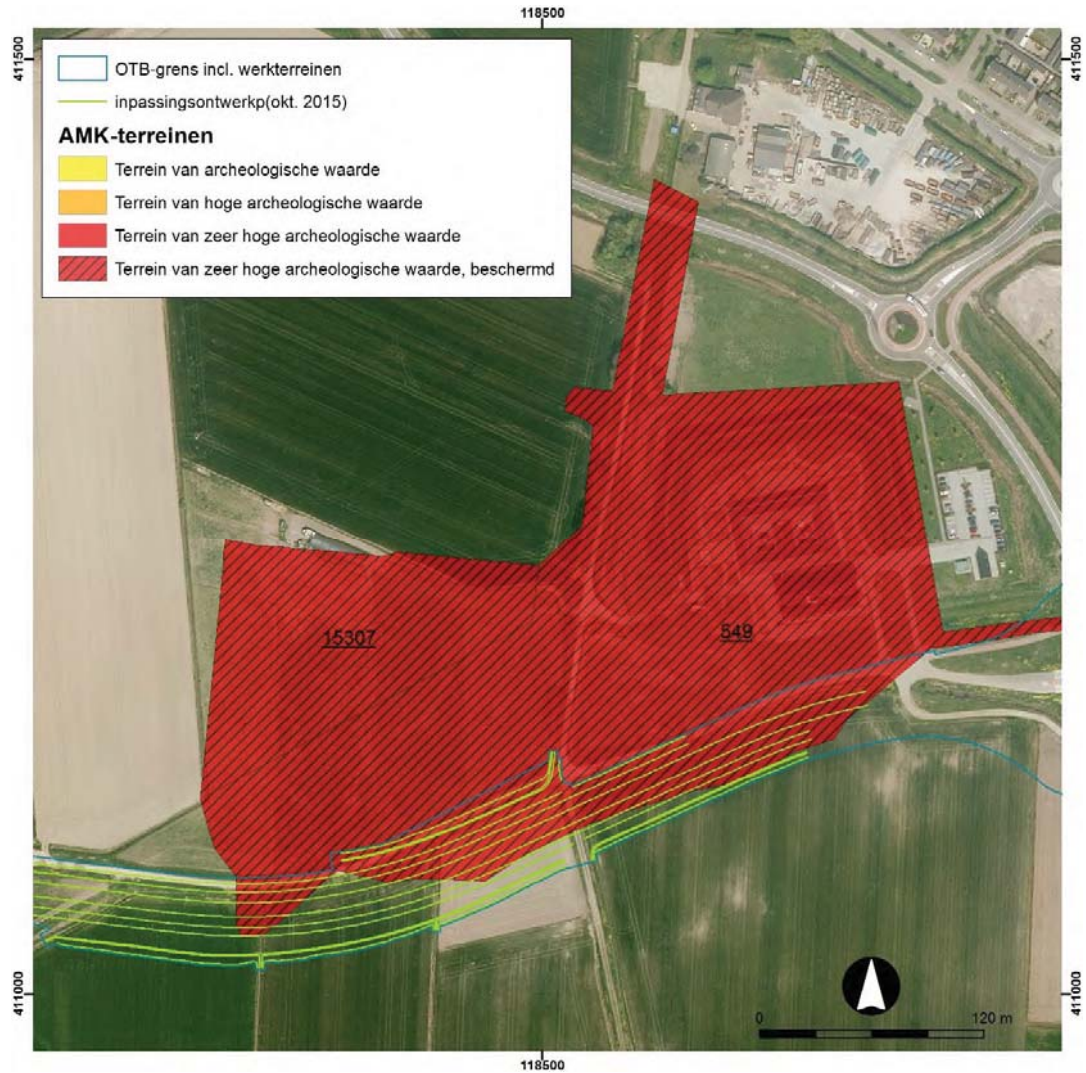 118500
411500
411500
OTB-grens incl. werkterreinen
inpassingsontwerkp(okt. 2015)
AMK-terreinen
Terrein van archeologische waarde
Terrein van hoge archeologische waarde
Terrein van zeer hoge archeologische waarde
Terrein van zeer hoge archeologische waarde, beschermd
15307
549
411000
411000
0 120 m
118500